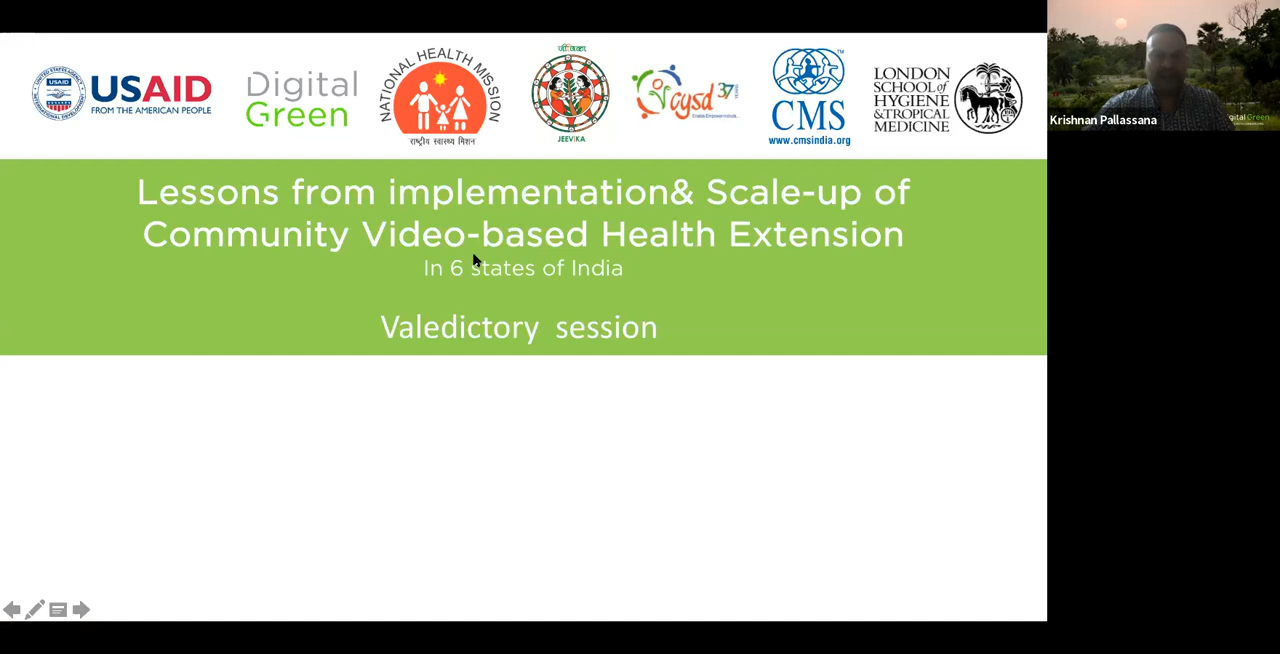 USAID
FROM THE AMERICAN PEOPLE
Digital
Green
NATIONAL HEALTH MISSION
राष्ट्रीय स्वास्थ्य मिशन
JEEVIKA
cysd 37
CMS
TM
www.cmsindia.org
LONDON
SCHOOL of
HYGIENE
& TROPICAL
MEDICINE
Krishnan Pallassana
Lessons from implementation& Scale-up of
Community Video-based Health Extension
In 6 states of India
Valedictory session